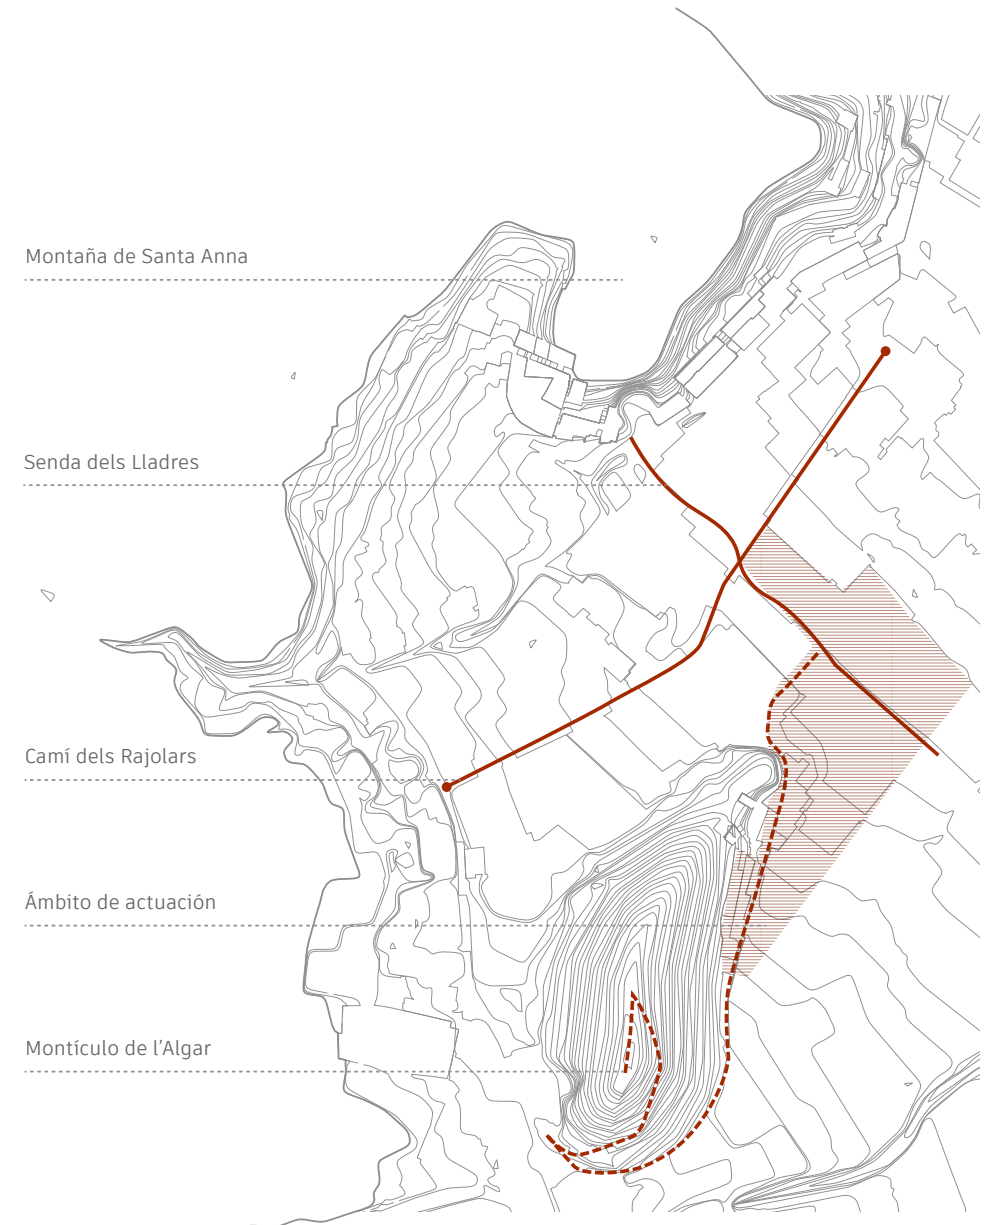 Montaña de Santa Anna
Senda dels Lladres
Camí dels Rajolars
Ámbito de actuación
Montículo de l’Algar